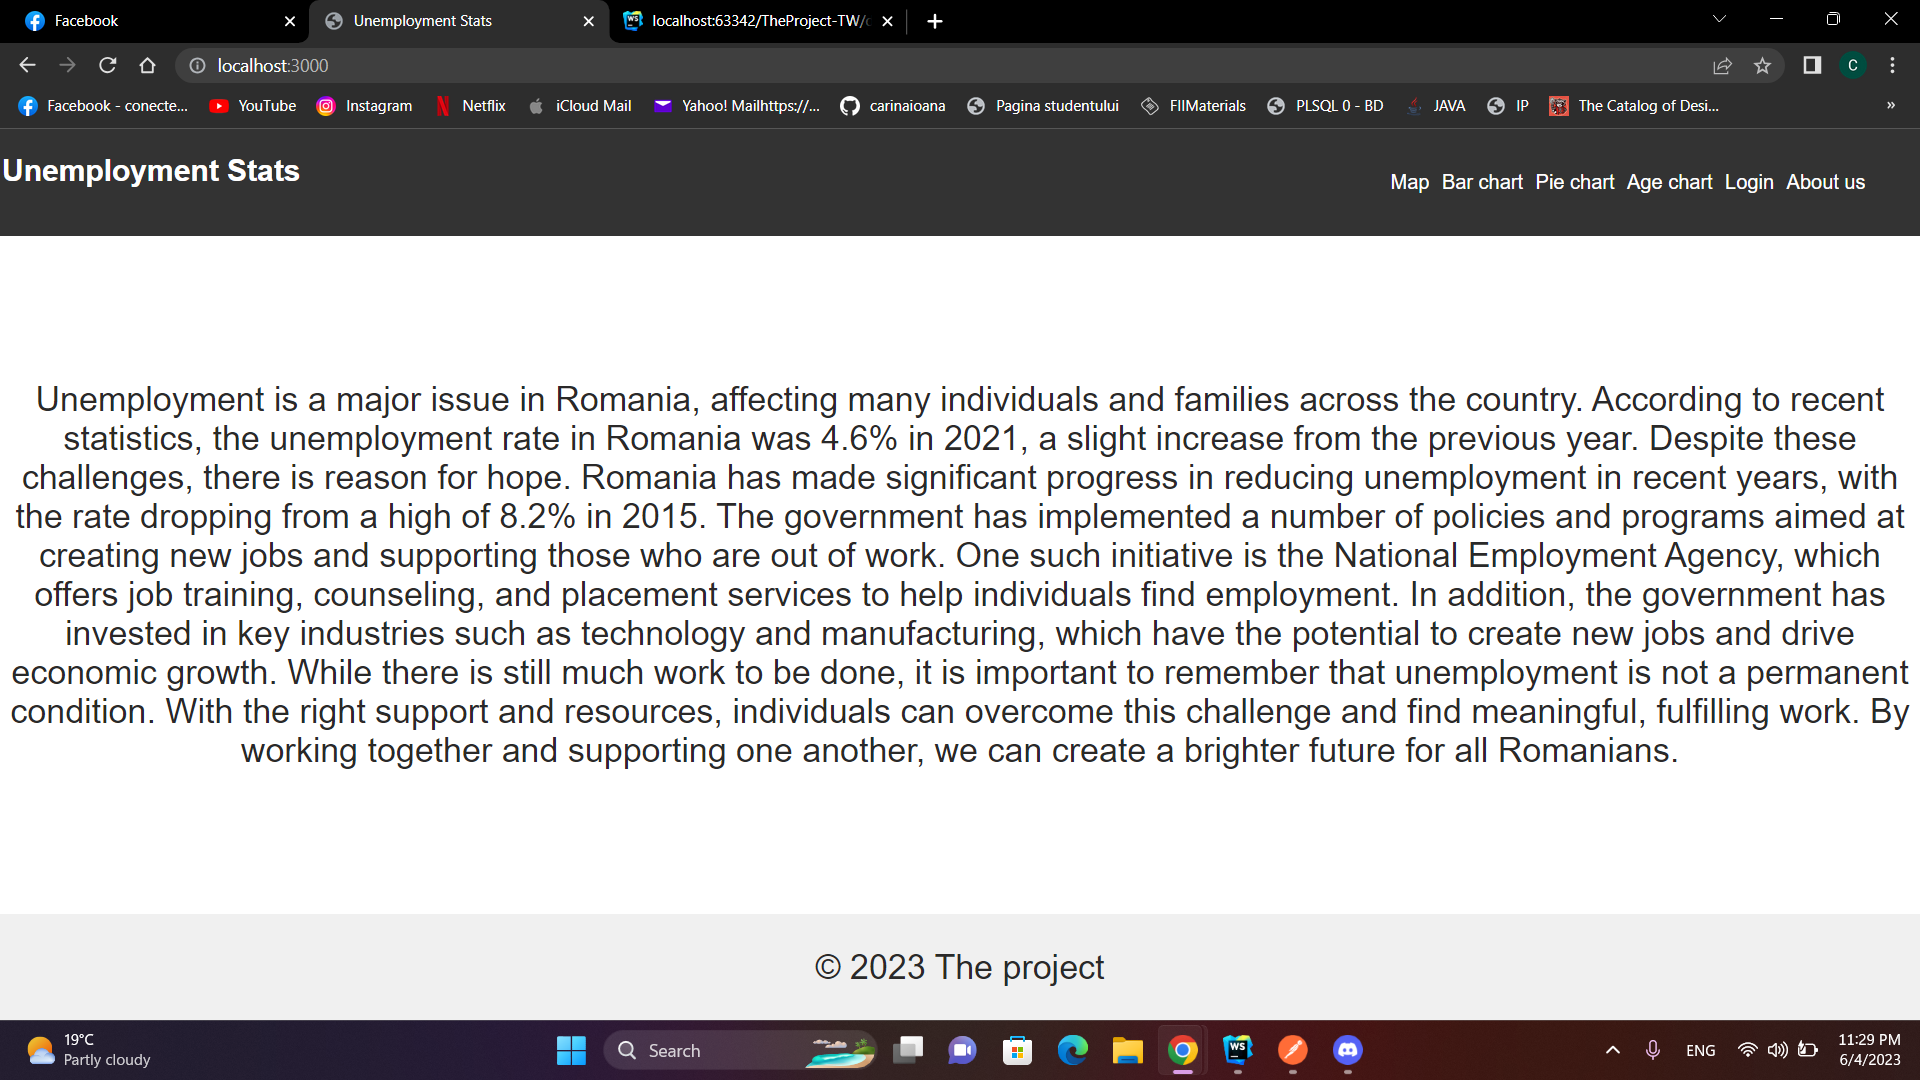 Facebook
Unemployment Stats
localhost:63342/TheProject-TW/
localhost:3000
C
Facebook - conecte...
YouTube
Instagram
Netflix
iCloud Mail
Yahoo! Mailhttps://...
carinaioana
Pagina studentului
FIIMaterials
PLSQL 0 - BD
JAVA
IP
The Catalog of Desi...
»
Unemployment Stats
Map Bar chart Pie chart Age chart Login About us
Unemployment is a major issue in Romania, affecting many individuals and families across the country. According to recent
statistics, the unemployment rate in Romania was 4.6% in 2021, a slight increase from the previous year. Despite these
challenges, there is reason for hope. Romania has made significant progress in reducing unemployment in recent years, with
the rate dropping from a high of 8.2% in 2015. The government has implemented a number of policies and programs aimed at
creating new jobs and supporting those who are out of work. One such initiative is the National Employment Agency, which
offers job training, counseling, and placement services to help individuals find employment. In addition, the government has
invested in key industries such as technology and manufacturing, which have the potential to create new jobs and drive
economic growth. While there is still much work to be done, it is important to remember that unemployment is not a permanent
condition. With the right support and resources, individuals can overcome this challenge and find meaningful, fulfilling work. By
working together and supporting one another, we can create a brighter future for all Romanians.
© 2023 The project
19°C
Partly cloudy
Search
WS
ENG
11:29 PM
6/4/2023